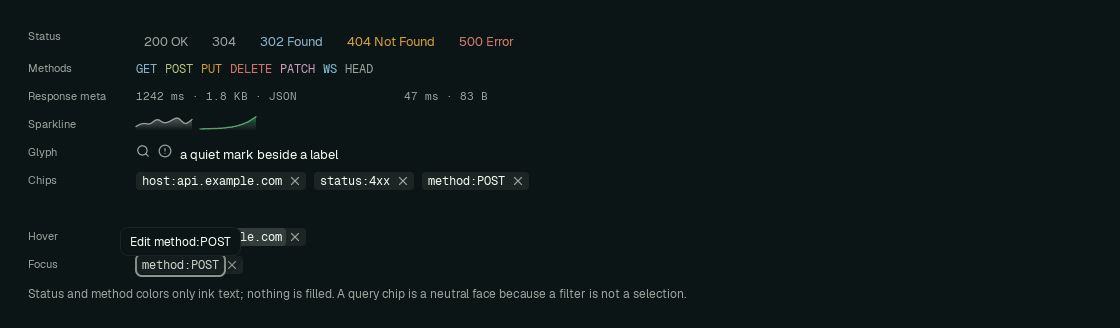 Status 200 OK 304 302 Found 404 Not Found 500 Error
Methods GET POST PUT DELETE PATCH WS HEAD
Response meta 1242 ms · 1.8 KB · JSON 47 ms · 83 B
Sparkline
Glyph a quiet mark beside a label
Chips host:api.example.com status:4xx method:POST
Hover le.com
Edit method:POST
Focus method:POST
Status and method colors only ink text; nothing is filled. A query chip is a neutral face because a filter is not a selection.